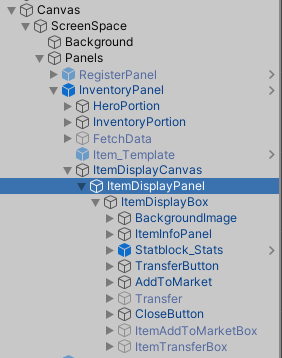 Canvas
ScreenSpace
Background
Panels
RegisterPanel
InventoryPanel
HeroPortion
InventoryPortion
FetchData
Item_Template
ItemDisplayCanvas
ItemDisplayPanel
ItemDisplayBox
BackgroundImage
ItemInfoPanel
Statblock_Stats
TransferButton
AddToMarket
Transfer
CloseButton
ItemAddToMarketBox
ItemTransferBox